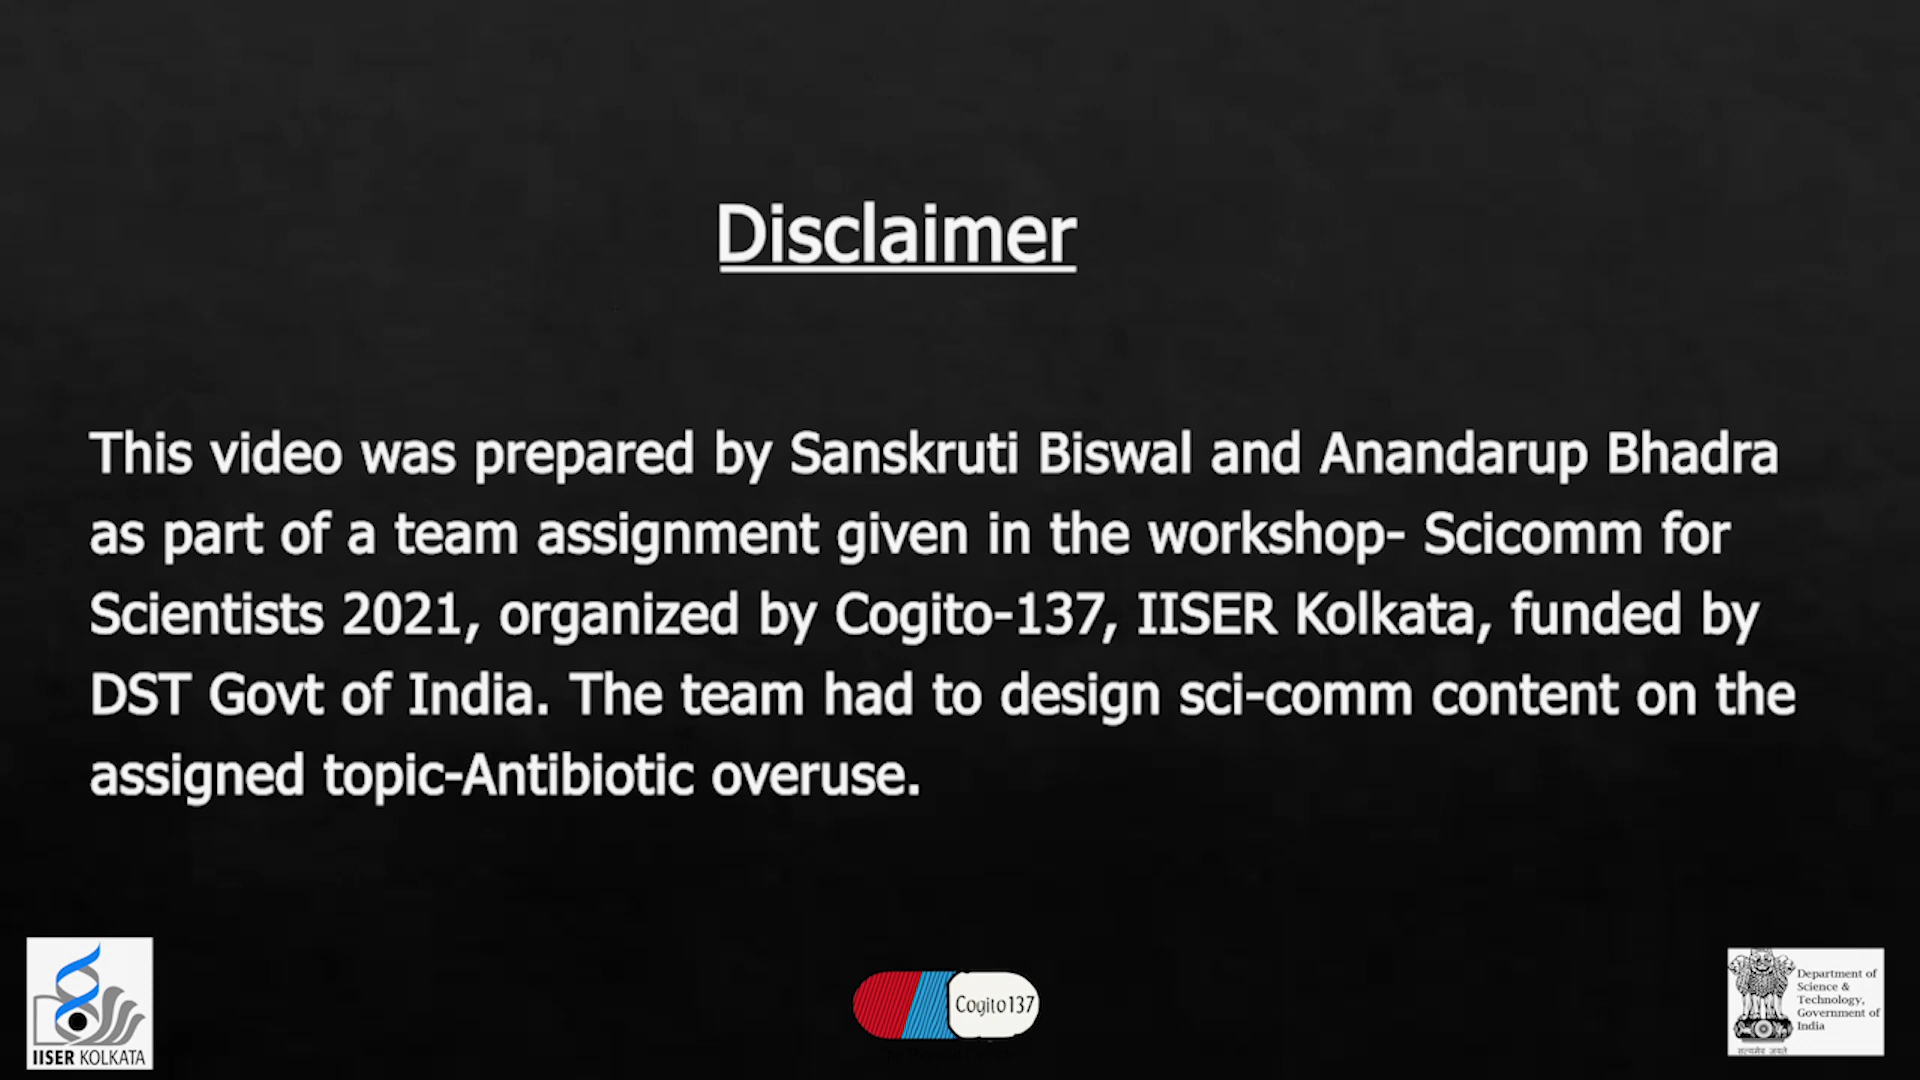 Disclaimer
This video was prepared by Sanskruti Biswal and Anandarup Bhadra
as part of a team assignment given in the workshop- Scicomm for
Scientists 2021, organized by Cogito-137, IISER Kolkata, funded by
DST Govt of India. The team had to design sci-comm content on the
assigned topic-Antibiotic overuse.
IISER KOLKATA
Cogito137
Department of
Science &
Technology,
Government of
India
सत्यमेव जयते